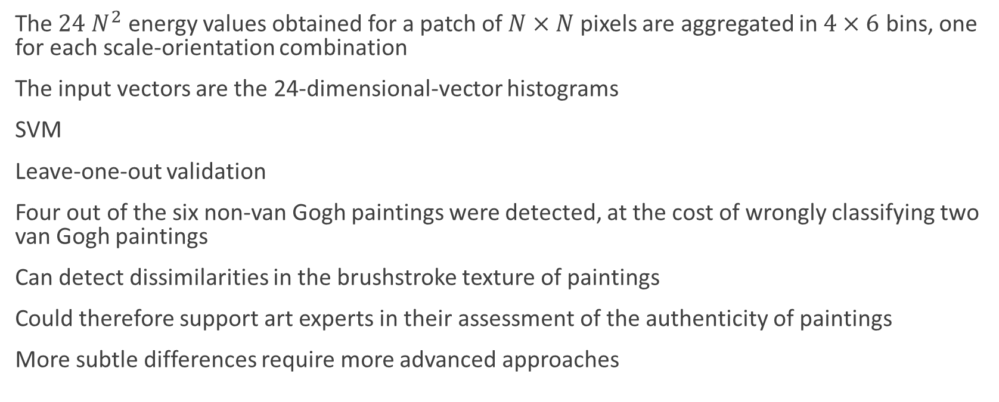 The 24 N² energy values obtained for a patch of N × N pixels are aggregated in 4 × 6 bins, one
for each scale-orientation combination
The input vectors are the 24-dimensional-vector histograms
SVM
Leave-one-out validation
Four out of the six non-van Gogh paintings were detected, at the cost of wrongly classifying two
van Gogh paintings
Can detect dissimilarities in the brushstroke texture of paintings
Could therefore support art experts in their assessment of the authenticity of paintings
More subtle differences require more advanced approaches